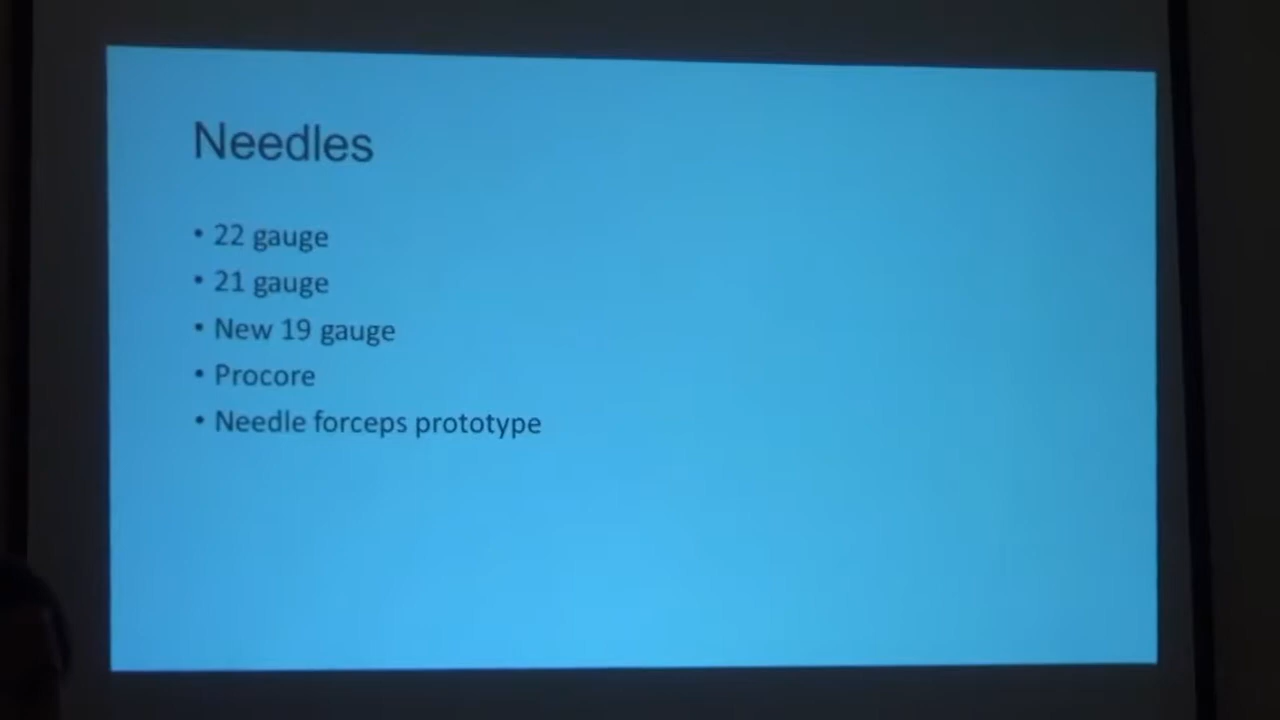 Needles
• 22 gauge
• 21 gauge
• New 19 gauge
• Procore
• Needle forceps prototype